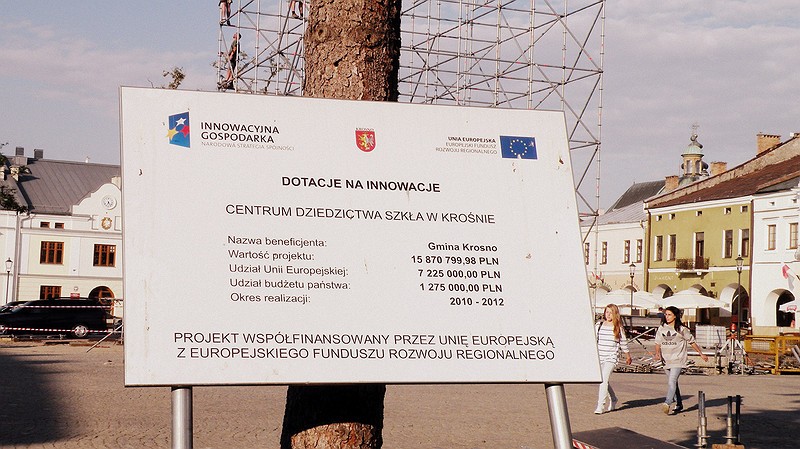 INNOWACYJNA
GOSPODARKA
NARODOWA STRATEGIA SPÓJNOŚCI
KROSNO
UNIA EUROPEJSKA
EUROPEJSKI FUNDUSZ
ROZWOJU REGIONALNEGO
DOTACJE NA INNOWACJE
CENTRUM DZIEDZICTWA SZKŁA W KROŚNIE
Nazwa beneficjenta: Gmina Krosno
Wartość projektu: 15 870 799,98 PLN
Udział Unii Europejskiej: 7 225 000,00 PLN
Udział budżetu państwa: 1 275 000,00 PLN
Okres realizacji: 2010 - 2012
PROJEKT WSPÓŁFINANSOWANY PRZEZ UNIĘ EUROPEJSKĄ
Z EUROPEJSKIEGO FUNDUSZU ROZWOJU REGIONALNEGO
adidas